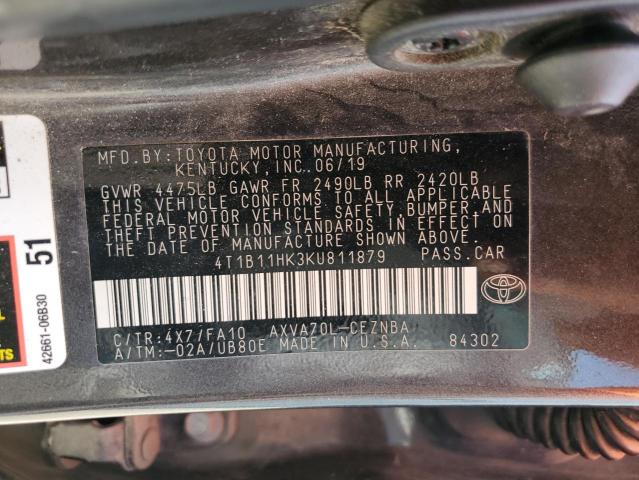 MFD.BY:TOYOTA MOTOR MANUFACTURING,
KENTUCKY, INC. 06/19
GVWR 4475LB GAWR FR 2490LB RR 2420LB
THIS VEHICLE CONFORMS TO ALL APPLICABLE
FEDERAL MOTOR VEHICLE SAFETY, BUMPER, AND
THEFT PREVENTION STANDARDS IN EFFECT ON
THE DATE OF MANUFACTURE SHOWN ABOVE.
4T1B11HK3KU811879 PASS.CAR
C/TR:4X7/FA10 AXVA70L-CEZNBA
A/TM:-02A/UB80E MADE IN U.S.A. 84302
51
42661-06B30